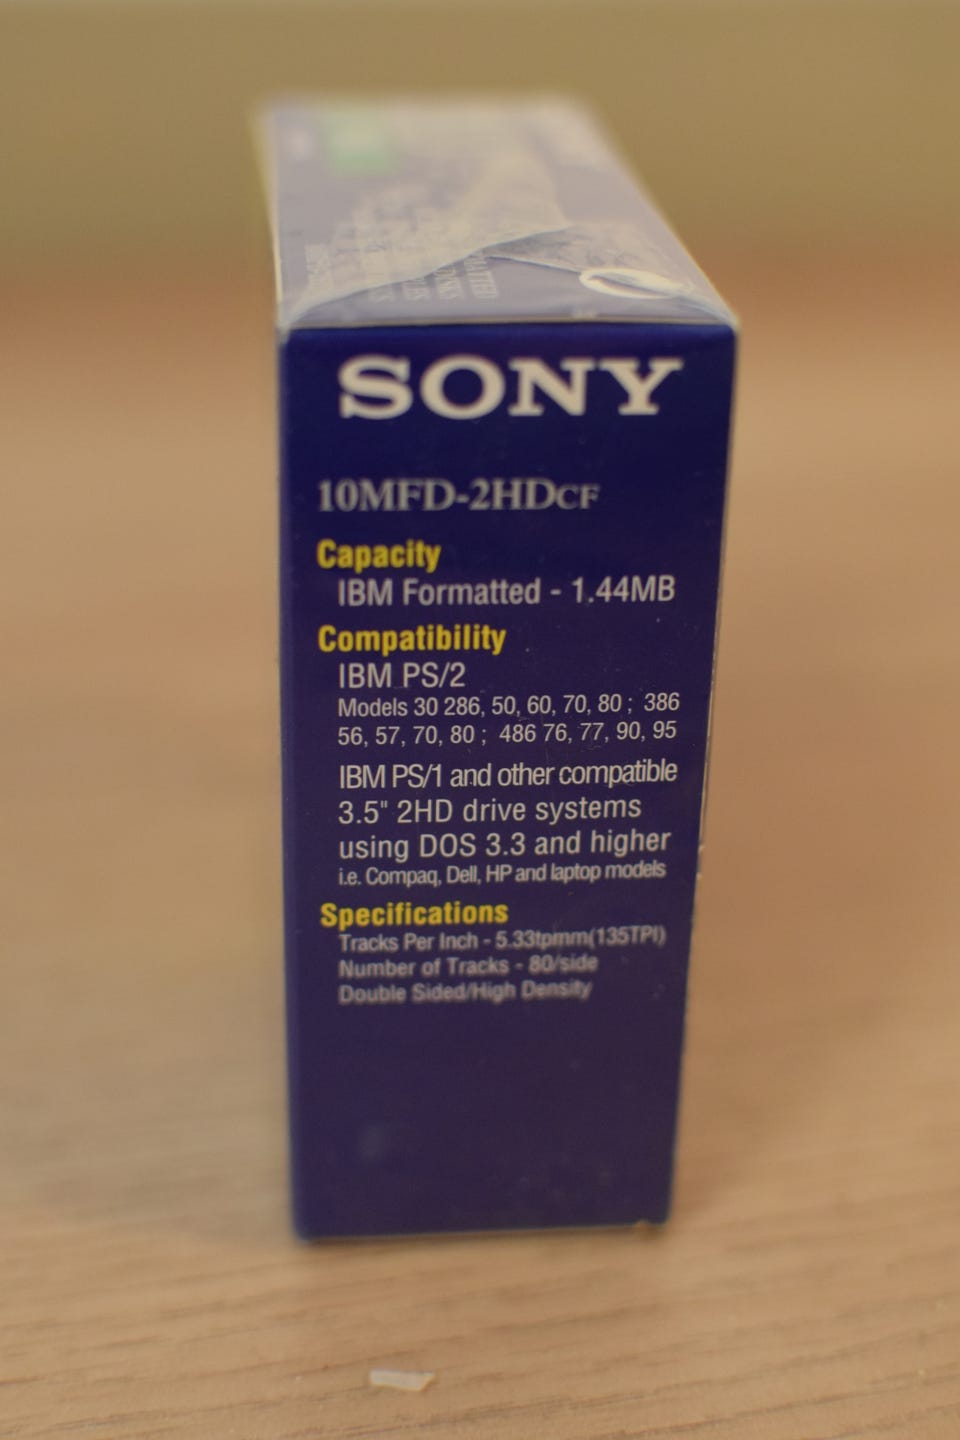 SONY
10MFD-2HDCF
Capacity
IBM Formatted - 1.44MB
Compatibility
IBM PS/2
Models 30 286, 50, 60, 70, 80 ; 386
56, 57, 70, 80 ; 486 76, 77, 90, 95
IBM PS/1 and other compatible
3.5" 2HD drive systems
using DOS 3.3 and higher
i.e. Compaq, Dell, HP and laptop models
Specifications
Tracks Per Inch - 5.33tpmm(135TPI)
Number of Tracks - 80/side
Double Sided/High Density